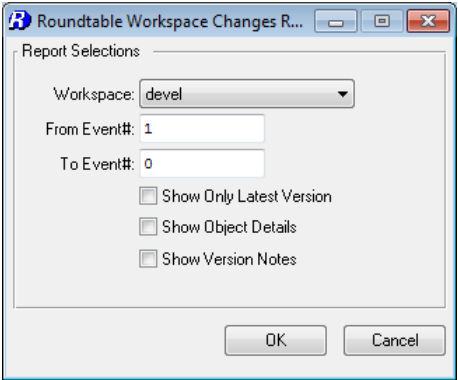 Roundtable Workspace Changes R...
Report Selections
Workspace: devel
From Event#: 1
To Event#: 0
Show Only Latest Version
Show Object Details
Show Version Notes
OK Cancel